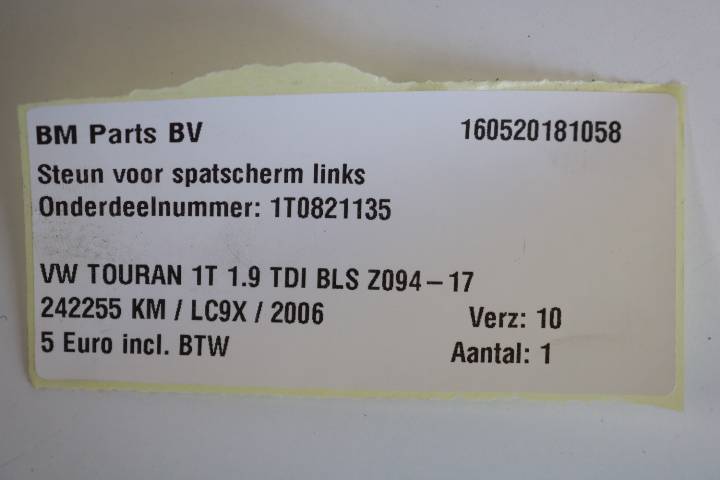 BM Parts BV 160520181058
Steun voor spatscherm links
Onderdeelnummer: 1T0821135
VW TOURAN 1T 1.9 TDI BLS Z094-17
242255 KM / LC9X / 2006 Verz: 10
5 Euro incl. BTW Aantal: 1